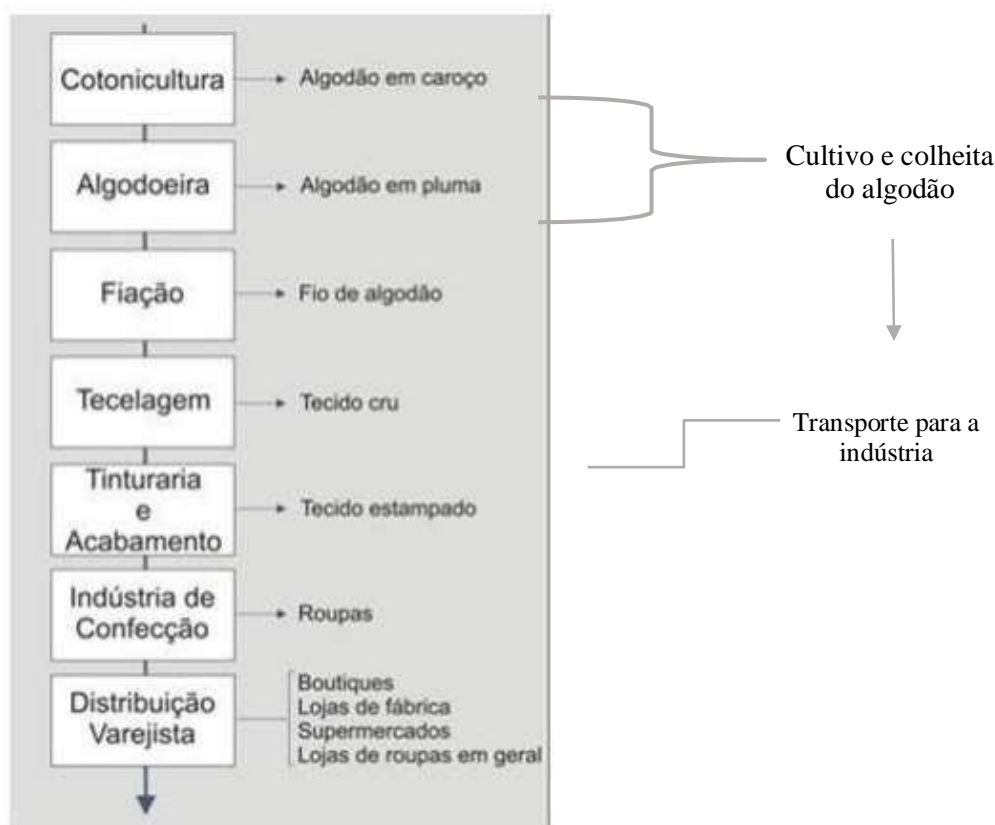 Cotonicultura
Algodão em caroço
Algodoeira
Algodão em pluma
Cultivo e colheita
do algodão
Fiação
Fio de algodão
Tecelagem
Tecido cru
Transporte para a
indústria
Tinturaria
e
Acabamento
Tecido estampado
Indústria de
Confecção
Roupas
Distribuição
Varejista
Boutiques
Lojas de fábrica
Supermercados
Lojas de roupas em geral